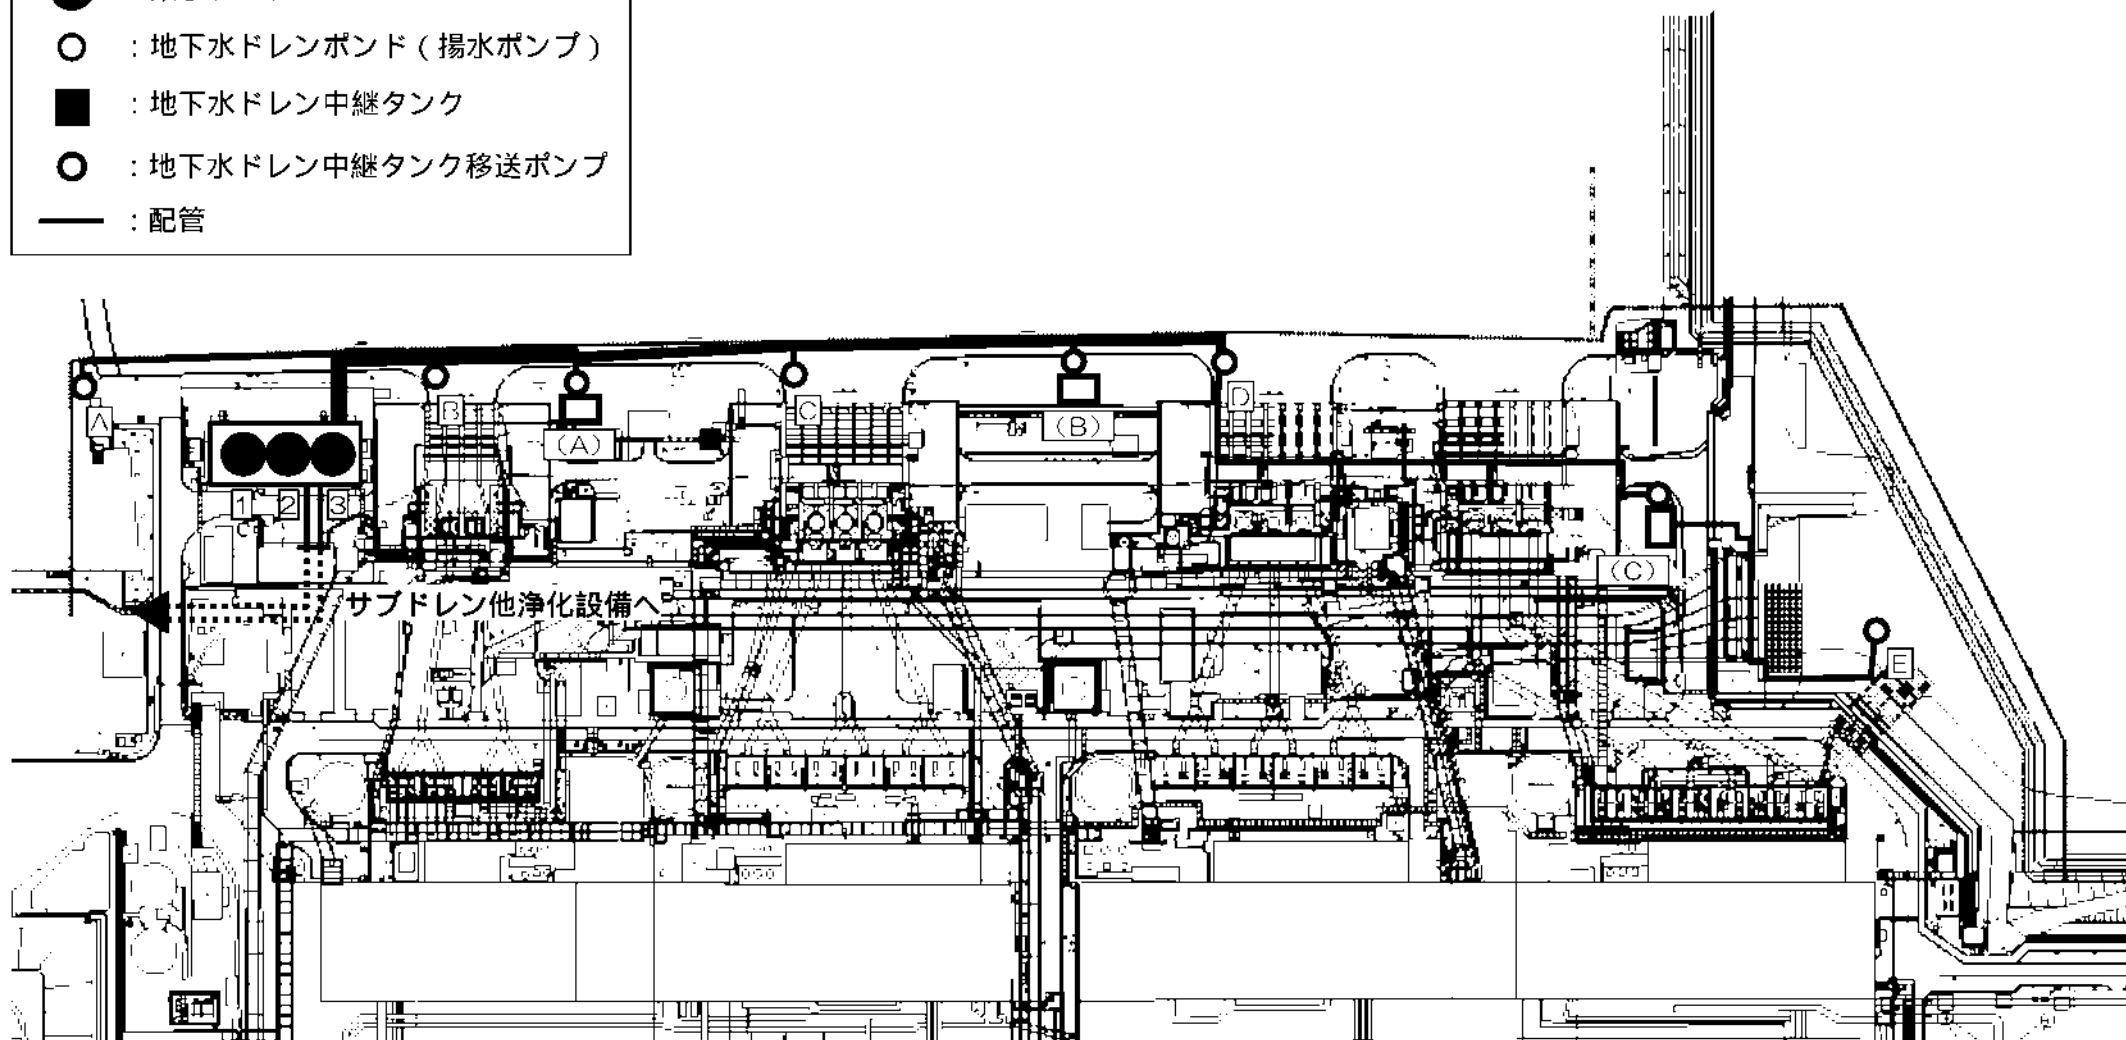 ：地下水ドレンポンド（揚水ポンプ）
：地下水ドレン中継タンク
：地下水ドレン中継タンク移送ポンプ
：配管
A
B
C
D
(A)
(B)
1 2 3
(C)
サブドレン他浄化設備へ
E